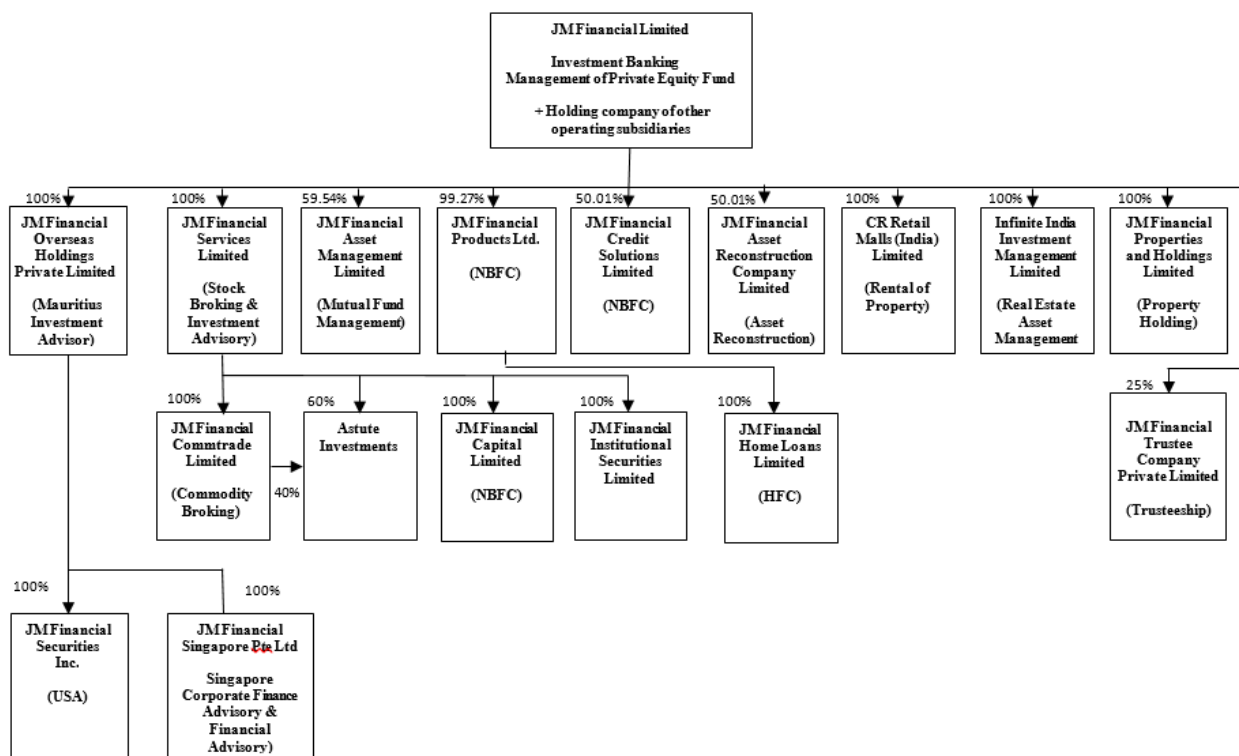 JM Financial Limited
Investment Banking
Management of Private Equity Fund
+ Holding company of other
operating subsidiaries
100%
100%
59.54%
99.27%
50.01%
50.01%
100%
100%
100%
JM Financial
Overseas
Holdings
Private Limited
(Mauritius
Investment
Advisor)
JM Financial
Services
Limited
(Stock
Broking &
Investment
Advisory)
JM Financial
Asset
Management
Limited
(Mutual Fund
Management)
JM Financial
Products Ltd.
(NBFC)
JM Financial
Credit
Solutions
Limited
(NBFC)
JM Financial
Asset
Reconstruction
Company
Limited
(Asset
Reconstruction)
CR Retail
Malls (India)
Limited
(Rental of
Property)
Infinite India
Investment
Management
Limited
(Real Estate
Asset
Management
JM Financial
Properties
and Holdings
Limited
(Property
Holding)
100%
60%
100%
100%
100%
25%
JM Financial
Commtrade
Limited
(Commodity
Broking)
40%
Astute
Investments
JM Financial
Capital
Limited
(NBFC)
JM Financial
Institutional
Securities
Limited
JM Financial
Home Loans
Limited
(HFC)
JM Financial
Trustee
Company
Private Limited
(Trusteeship)
100%
100%
JM Financial
Securities
Inc.
(USA)
JM Financial
Singapore Pte Ltd
Singapore
Corporate Finance
Advisory &
Financial
Advisory)